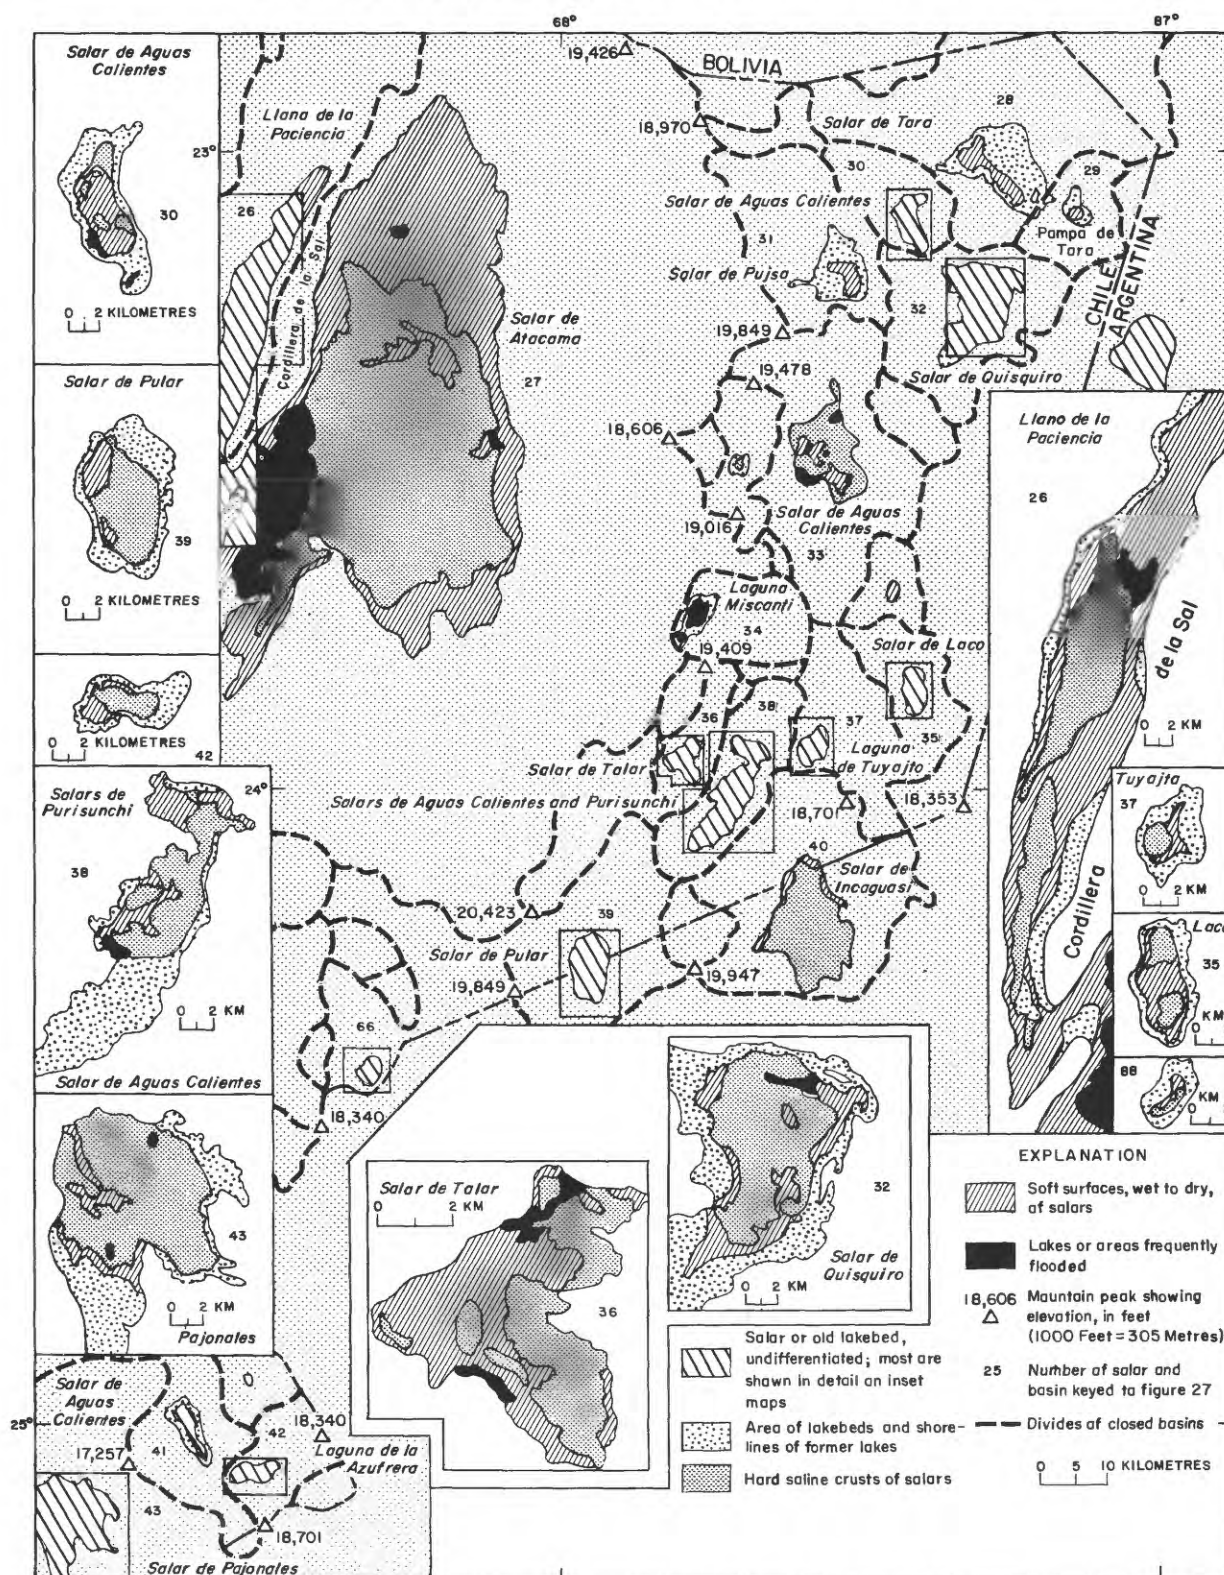 68°
87°
Salar de Aguas
Calientes
30
0 2 KILOMETRES
19,426
BOLIVIA
Llana de la
Paciencia
18,970
Salar de Tara
28
23°
30
29
26
Salar de Aguas Calientes
Pampa de
Tara
31
Salar de Pujsa
Cordillera de la Sal
Salar de
Atacama
32
CHILE
ARGENTINA
19,849
27
19,478
Salar de Quisquiro
Salar de Pular
39
0 2 KILOMETRES
18,606
Llano de la
Paciencia
26
19,016
Salar de Aguas
Calientes
33
Laguna
Miscanti
34
19,409
Salar de Laco
de la Sal
0 2 KILOMETRES
42
36
38
37
35
0 2 KM
Salar de Talar
Laguna
de Tuyajto
Salars de
Purisunchi
38
24°
Salars de Aguas Calientes and Purisunchi
18,701
18,353
Tuyajta
37
0 2 KM
40
Salar de
Incaguasi
20,423
39
Cordillera
Salar de Pular
19,947
Laco
35
KM
0
19,849
0 2 KM
66
Salar de Aguas Calientes
88
KM
0
18,340
43
0 2 KM
Pajonales
Salar de Talar
0 2 KM
36
32
Salar de
Quisquiro
0 2 KM
EXPLANATION
Soft surfaces, wet to dry,
of salars
Lakes or areas frequently
flooded
18,606 Mountain peak showing
elevation, in feet
(1000 Feet=305 Metres)
25 Number of salar and
basin keyed to figure 27
Divides of closed basins
0 5 10 KILOMETRES
Salar or old lakebed,
undifferentiated; most are
shown in detail on inset
maps
Area of lakebeds and shore-
lines of former lakes
Hard saline crusts of salars
Salar de
Aguas
Calientes
25°
17,257
41
42
18,340
Laguna de la
Azufrera
43
18,701
Salar de Pajonales